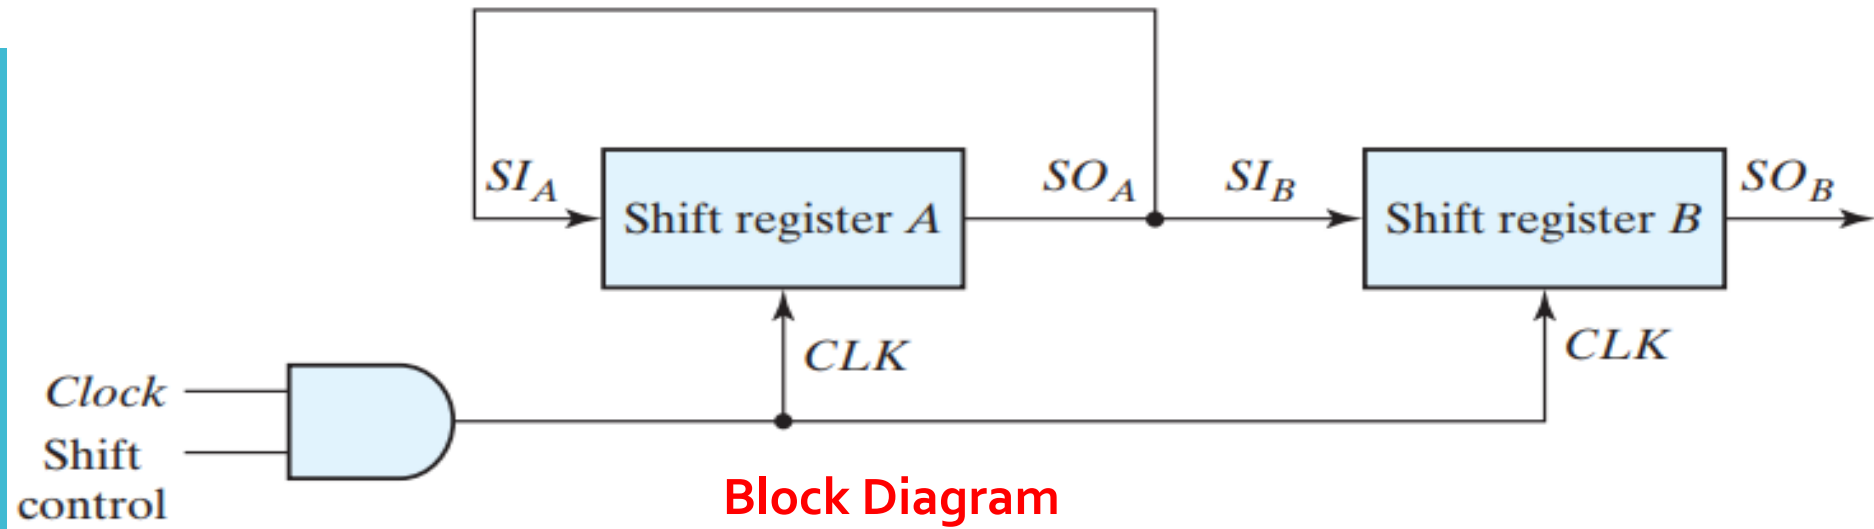 SI_A
Shift register A
SO_A
SI_B
Shift register B
SO_B
CLK
CLK
Clock
Shift
control
Block Diagram